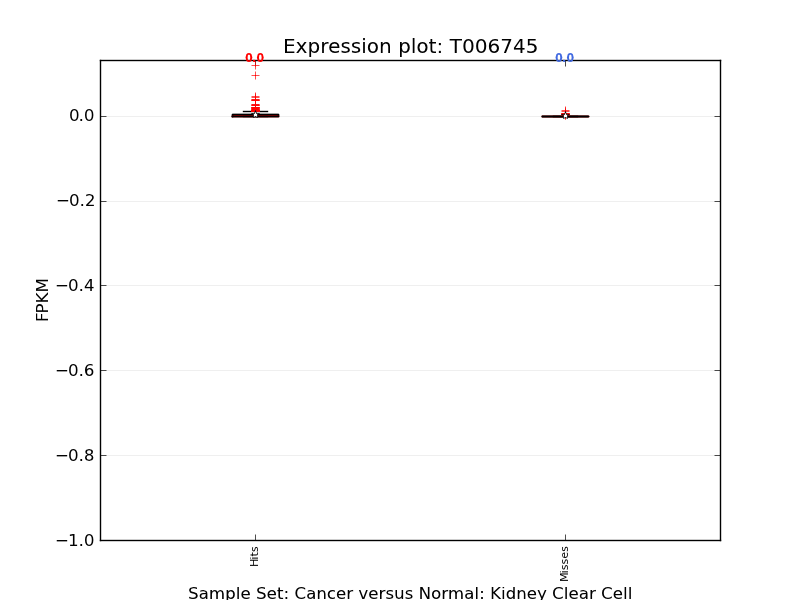 Expression plot: T006745
0.0 0.0
0.0
−0.2
−0.4
−0.6
−0.8
−1.0
FPKM
Hits Misses
Sample Set: Cancer versus Normal: Kidney Clear Cell